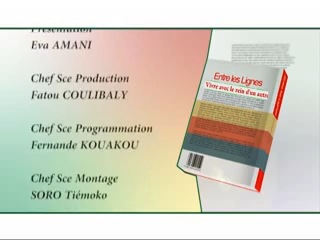 Présentation
Eva AMANI
Chef Sce Production
Fatou COULIBALY
Chef Sce Programmation
Fernande KOUAKOU
Chef Sce Montage
SORO Tiémoko
Entre les Lignes
Vivre avec le rein d'un autre